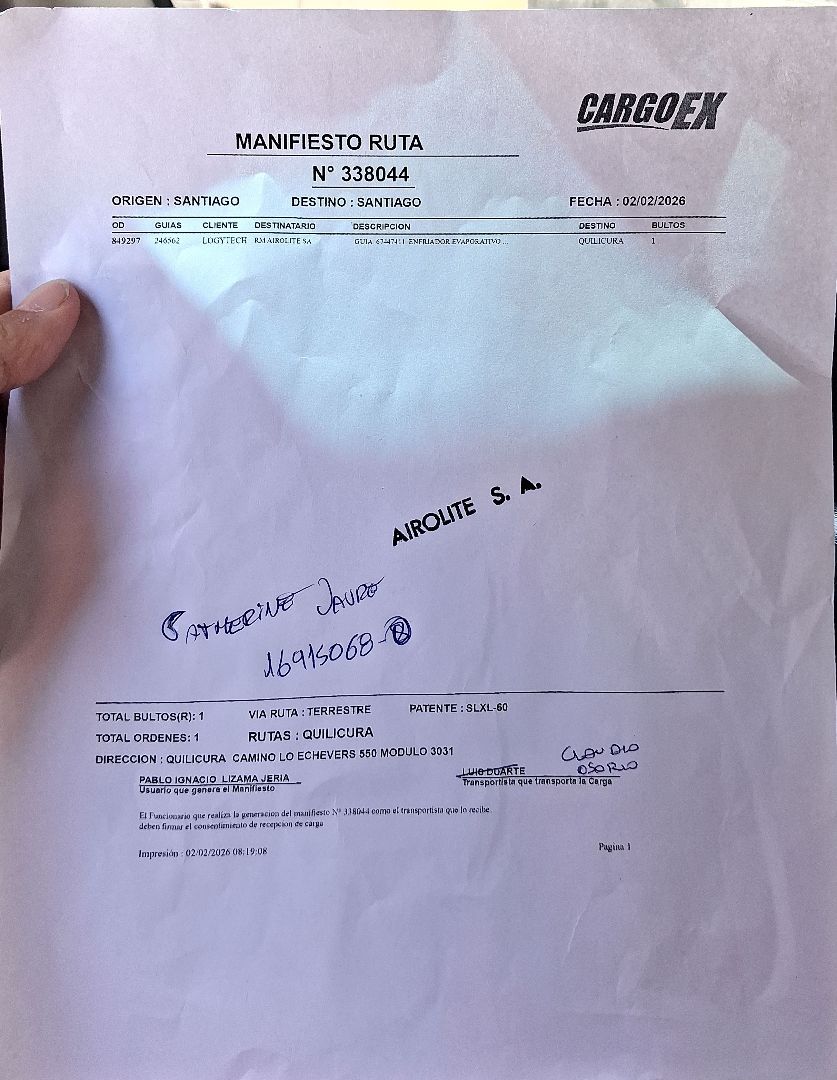 CARGOEX
MANIFIESTO RUTA
N° 338044
ORIGEN : SANTIAGO DESTINO : SANTIAGO FECHA : 02/02/2026
OD GUIAS CLIENTE DESTINATARIO DESCRIPCION DESTINO BULTOS
849297 246562 LOGYTECH RM AIROLITE SA GUIA 67447411 ENFRIADOR EVAPORATIVO ... QUILICURA 1
AIROLITE S. A.
CATHERINE JAURE
16915068-
TOTAL BULTOS(R): 1 VIA RUTA : TERRESTRE PATENTE : SLXL-60
TOTAL ORDENES: 1 RUTAS : QUILICURA
DIRECCION : QUILICURA CAMINO LO ECHEVERS 550 MODULO 3031
CLAUDIO
OSORIO
PABLO IGNACIO LIZAMA JERIA LUIS DUARTE
Usuario que genera el Manifiesto Transportista que transporta la Carga
El Funcionario que realiza la generacion del manifiesto N° 338044 como el transportista que lo recibe.
deben firmar el consentimiento de recepcion de carga
Impresión : 02/02/2026 08:19:08 Pagina 1